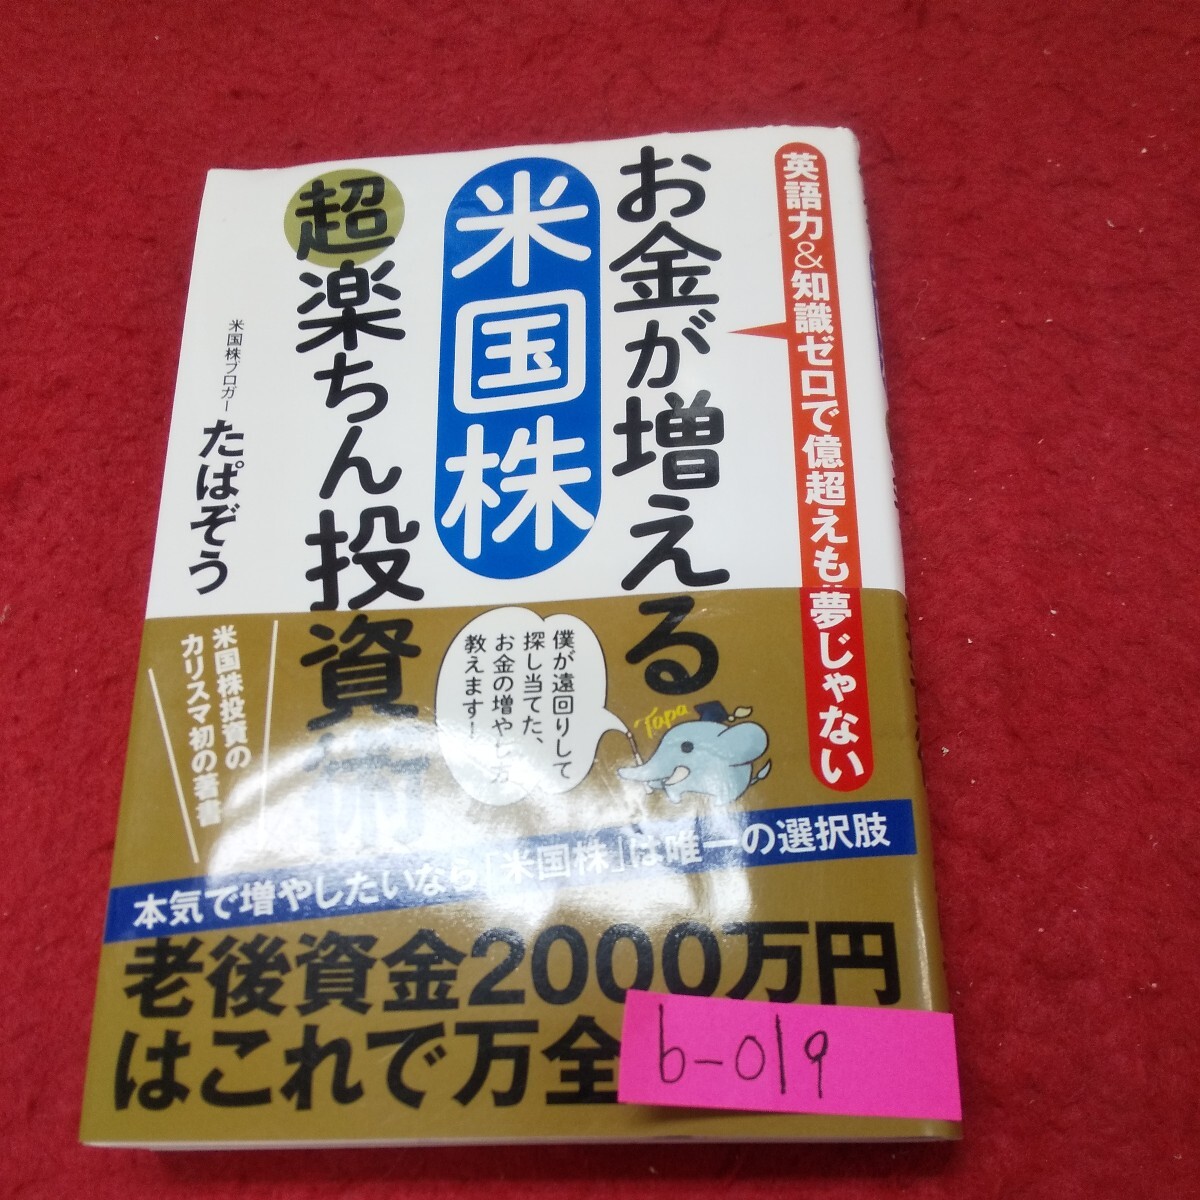 英語力&知識ゼロで億超えも夢じゃない
お金が増える
米国株
超楽ちん投資術
米国株ブロガー
たぱぞう
僕が遠回りして
探し当てた、
お金の増やし方
教えます!
Tapa
米国株投資の
カリスマ初の著書
本気で増やしたいなら「米国株」は唯一の選択肢
老後資金2000万円
はこれで万全
b-019